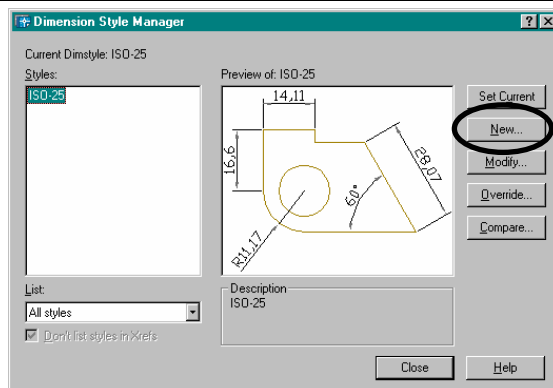 Dimension Style Manager
Current Dimstyle: ISO-25
Styles:
ISO-25
Preview of: ISO-25
14,11
16,6
28,07
60°
R11,17
Set Current
New...
Modify...
Override...
Compare...
List:
All styles
Don't list styles in Xrefs
Description
ISO-25
Close
Help